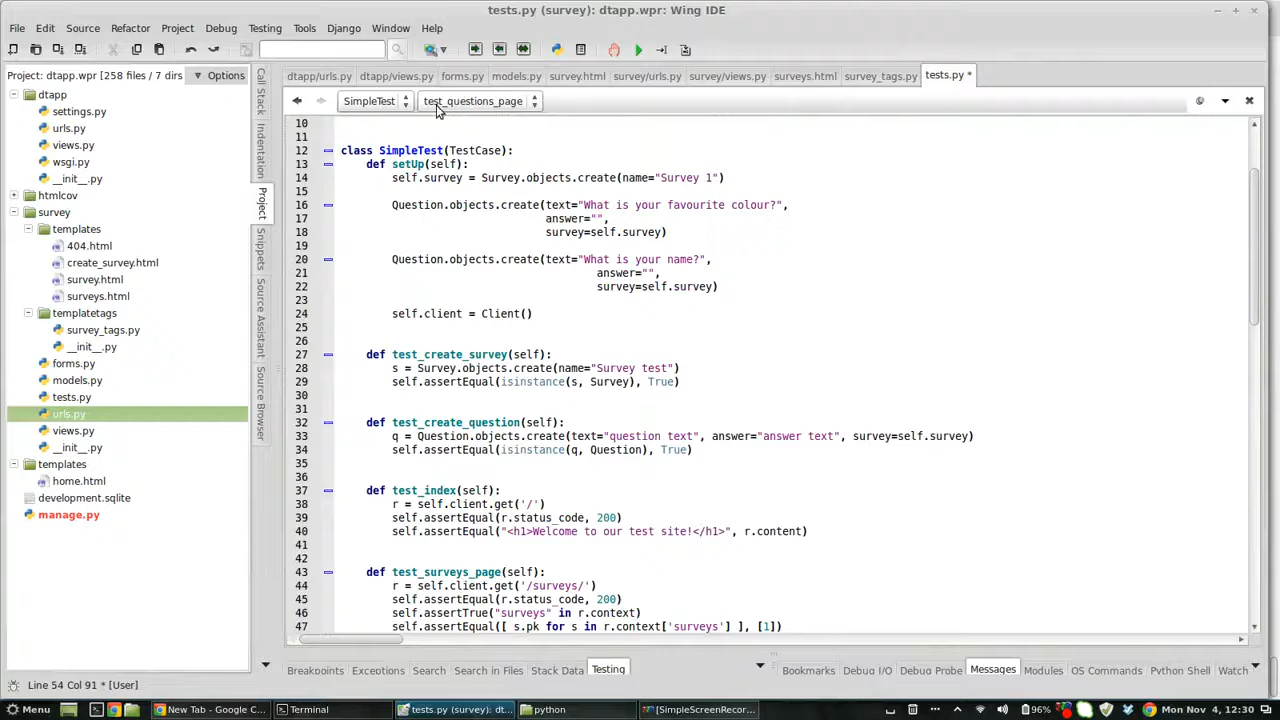 tests.py (survey): dtapp.wpr: Wing IDE
File Edit Source Refactor Project Debug Testing Tools Django Window Help
Project: dtapp.wpr [258 files / 7 dirs
Options
dtapp
settings.py
urls.py
views.py
wsgi.py
__init__.py
htmlcov
survey
templates
404.html
create_survey.html
survey.html
surveys.html
templatetags
survey_tags.py
__init__.py
forms.py
models.py
tests.py
urls.py
views.py
__init__.py
templates
home.html
development.sqlite
manage.py
Call Stack
Indentation
Project
Snippets
Source Assistant
Source Browser
dtapp/urls.py dtapp/views.py forms.py models.py survey.html survey/urls.py survey/views.py surveys.html survey_tags.py tests.py *
SimpleTest test_questions_page
10
11
12 class SimpleTest(TestCase):
13 def setUp(self):
14 self.survey = Survey.objects.create(name="Survey 1")
15
16 Question.objects.create(text="What is your favourite colour?",
17 answer="",
18 survey=self.survey)
19
20 Question.objects.create(text="What is your name?",
21 answer="",
22 survey=self.survey)
23
24 self.client = Client()
25
26
27 def test_create_survey(self):
28 s = Survey.objects.create(name="Survey test")
29 self.assertEqual(isinstance(s, Survey), True)
30
31
32 def test_create_question(self):
33 q = Question.objects.create(text="question text", answer="answer text", survey=self.survey)
34 self.assertEqual(isinstance(q, Question), True)
35
36
37 def test_index(self):
38 r = self.client.get('/')
39 self.assertEqual(r.status_code, 200)
40 self.assertEqual("<h1>Welcome to our test site!</h1>", r.content)
41
42
43 def test_surveys_page(self):
44 r = self.client.get('/surveys/')
45 self.assertEqual(r.status_code, 200)
46 self.assertTrue("surveys" in r.context)
47 self.assertEqual([ s.pk for s in r.context['surveys'] ], [1])
Breakpoints Exceptions Search Search in Files Stack Data Testing
Bookmarks Debug I/O Debug Probe Messages Modules OS Commands Python Shell Watch
Line 54 Col 91 * [User]
Menu New Tab - Google C... Terminal tests.py (survey): dt... python [SimpleScreenRecor... 96% Mon Nov 4, 12:30